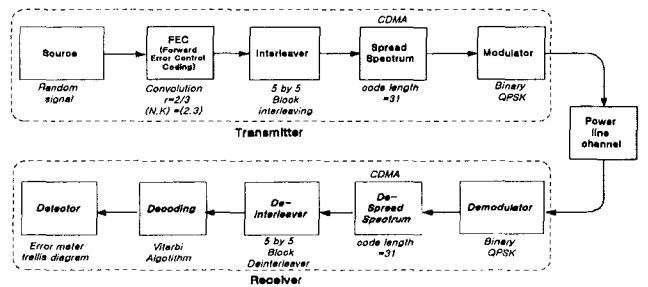 CDMA
Source
FEC
(Forward
Error Control
Coding)
Interleaver
Spread
Spectrum
Modulator
Random
signal
Convolution
r=2/3
(N,K)=(2,3)
5 by 5
Block
interleaving
code length
=31
Binary
QPSK
Transmitter
Power
line
channel
CDMA
Detector
Decoding
De-
interleaver
De-
Spread
Spectrum
Demodulator
Error meter
trellis diagram
Viterbi
Algotithm
5 by 5
Block
Deinterleaver
code length
=31
Binary
QPSK
Receiver